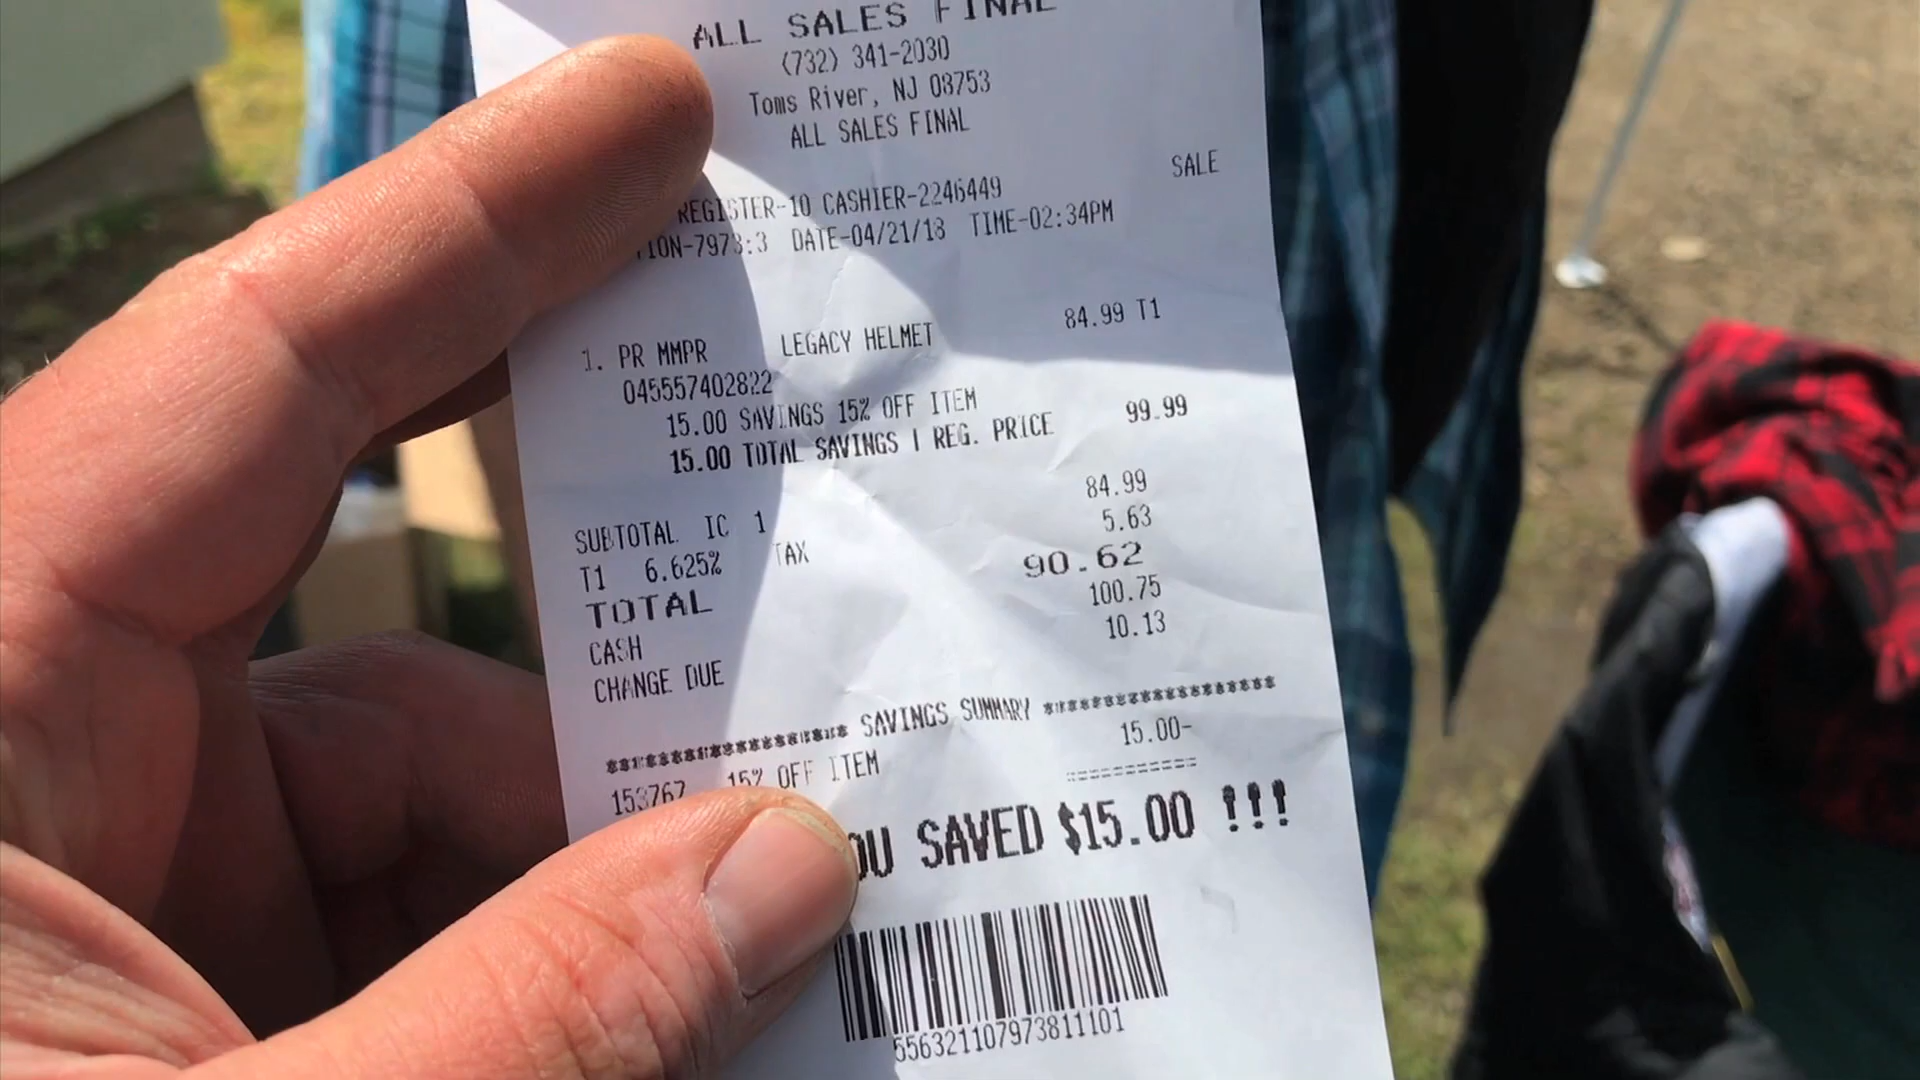 ALL SALES FINAL
(732) 341-2030
Toms River, NJ 08753
ALL SALES FINAL
SALE
REGISTER-10 CASHIER-2246449
DATE-04/21/18 TIME-02:34PM
1. PR MMPR LEGACY HELMET 84.99 T1
045557402822
15.00 SAVINGS 15% OFF ITEM
15.00 TOTAL SAVINGS | REG. PRICE 99.99
SUBTOTAL IC 1 84.99
T1 6.625% TAX 5.63
TOTAL 90.62
CASH 100.75
CHANGE DUE 10.13
SAVINGS SUMMARY
153767 15% OFF ITEM 15.00-
SAVED $15.00 !!!
556321107973811101